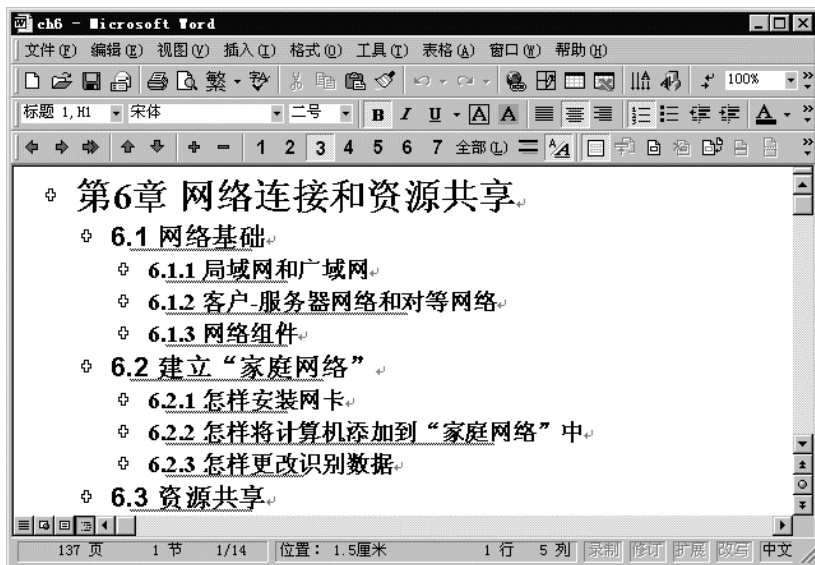 ch6 - Microsoft Word
文件(F) 编辑(E) 视图(V) 插入(I) 格式(O) 工具(T) 表格(A) 窗口(W) 帮助(H)
繁 100%
标题 1,H1 宋体 二号 B I U A A A
1 2 3 4 5 6 7 全部(L)
第6章 网络连接和资源共享
6.1 网络基础
6.1.1 局域网和广域网
6.1.2 客户-服务器网络和对等网络
6.1.3 网络组件
6.2 建立“家庭网络”
6.2.1 怎样安装网卡
6.2.2 怎样将计算机添加到“家庭网络”中
6.2.3 怎样更改识别数据
6.3 资源共享
137 页 1 节 1/14 位置: 1.5厘米 1 行 5 列 录制 修订 扩展 改写 中文